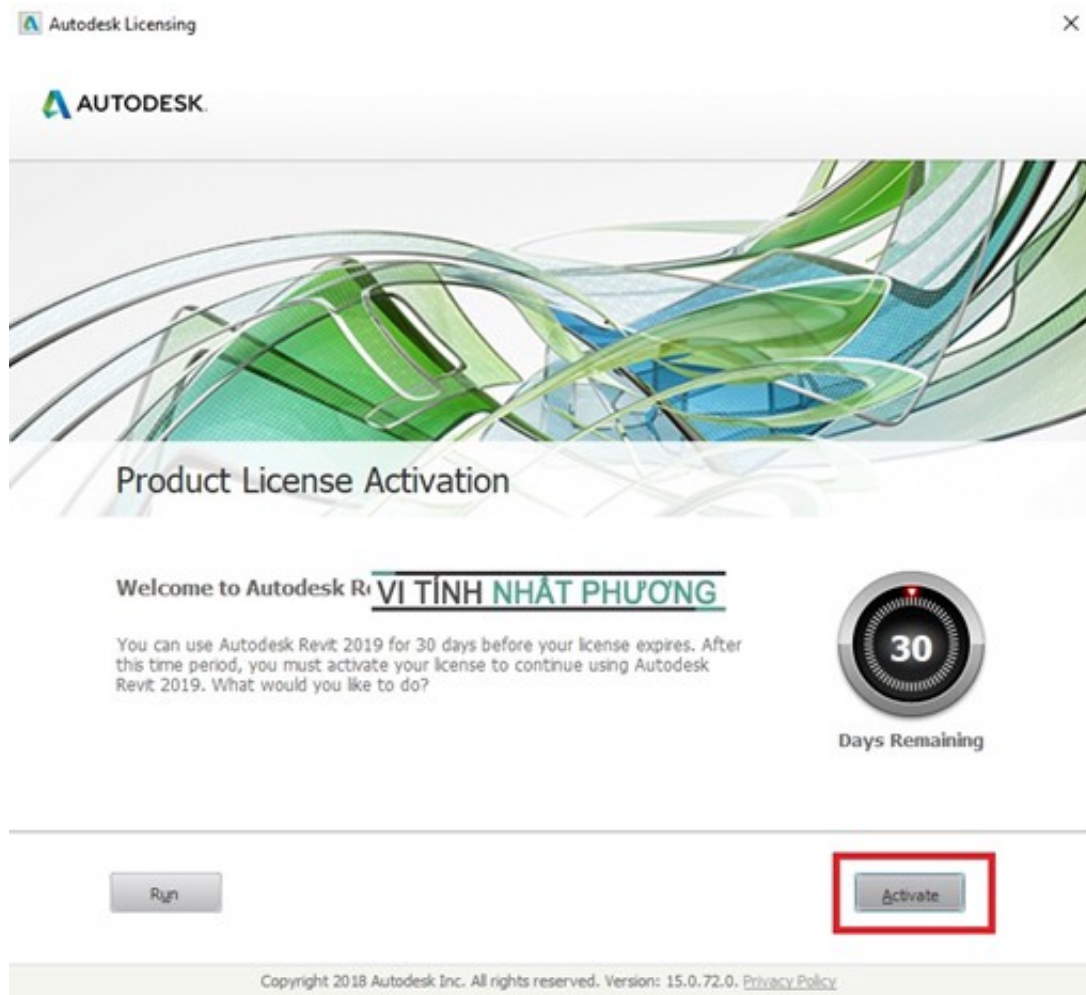 Autodesk Licensing
AUTODESK.
Product License Activation
Welcome to Autodesk R
VI TÍNH NHẬT PHƯƠNG
You can use Autodesk Revit 2019 for 30 days before your license expires. After
this time period, you must activate your license to continue using Autodesk
Revit 2019. What would you like to do?
30
Days Remaining
Run
Activate
Copyright 2018 Autodesk Inc. All rights reserved. Version: 15.0.72.0. Privacy Policy